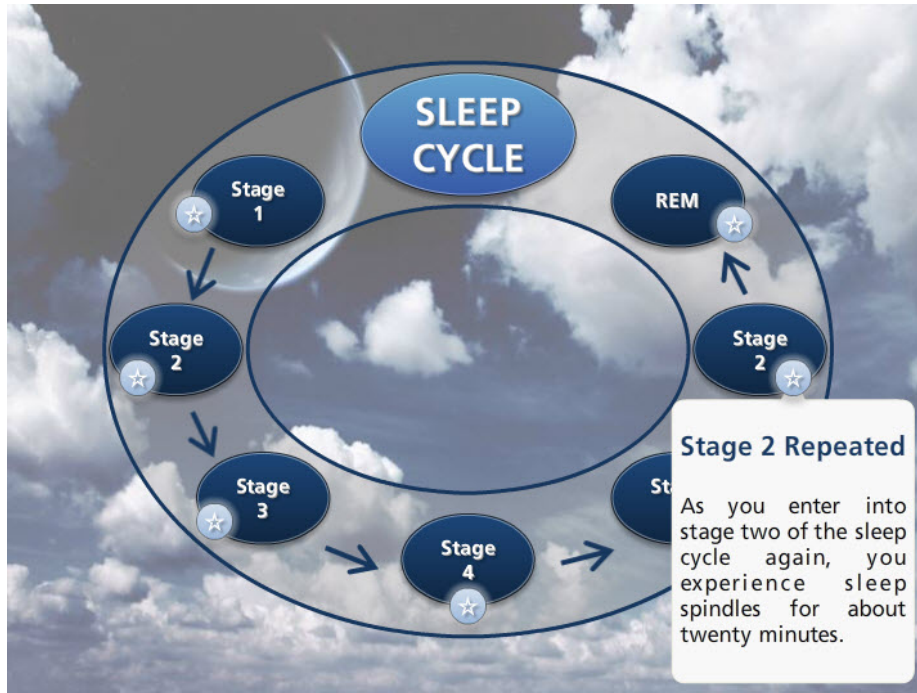 SLEEP
CYCLE
Stage
1
REM
Stage
2
Stage
2
Stage
3
Stage
4
Stage 2 Repeated
As you enter into
stage two of the sleep
cycle again, you
experience sleep
spindles for about
twenty minutes.